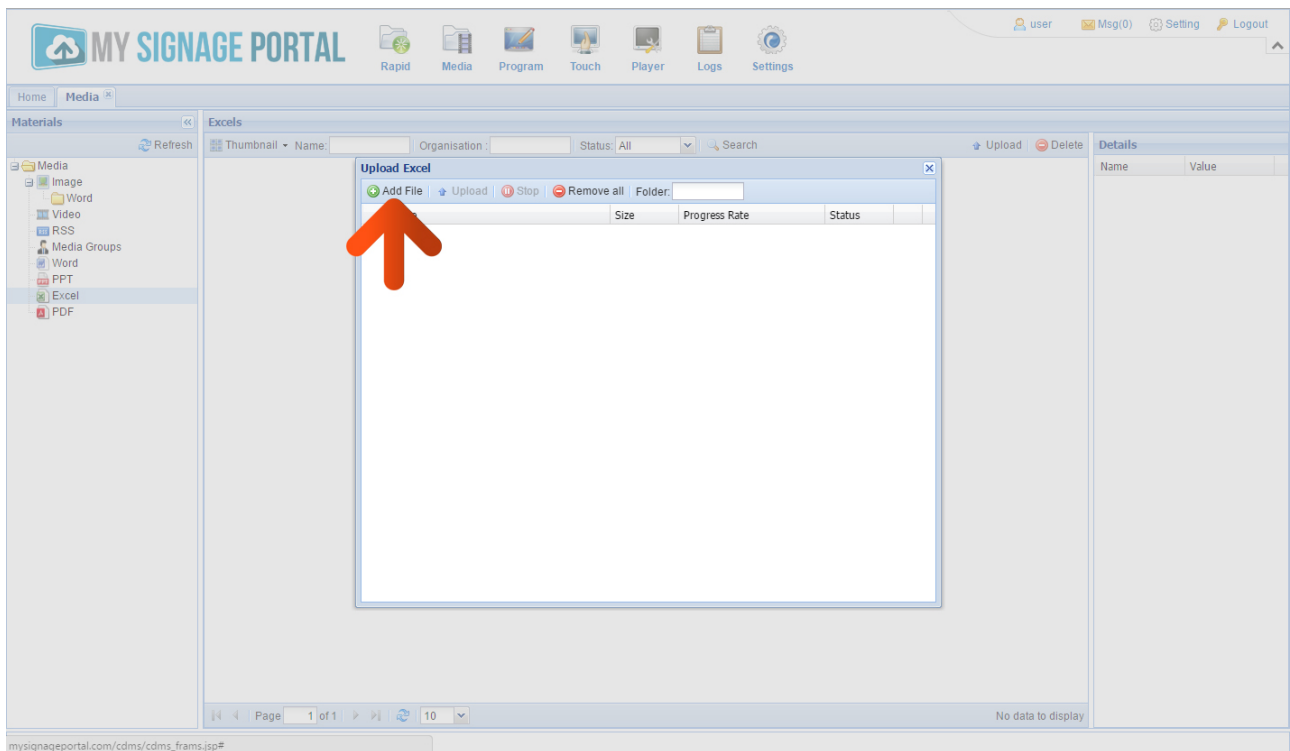 user Msg(0) Setting Logout
MY SIGNAGE PORTAL
Rapid Media Program Touch Player Logs Settings
Home Media
Materials Excels
Refresh Thumbnail Name: Organisation : Status: All Search Upload Delete Details
Name Value
Media
Image
Word
Video
RSS
Media Groups
Word
PPT
Excel
PDF
Upload Excel
Add File Upload Stop Remove all Folder:
Size Progress Rate Status
Page 1 of 1 10 No data to display
mysignageportal.com/cdms/cdms_frams.jsp#